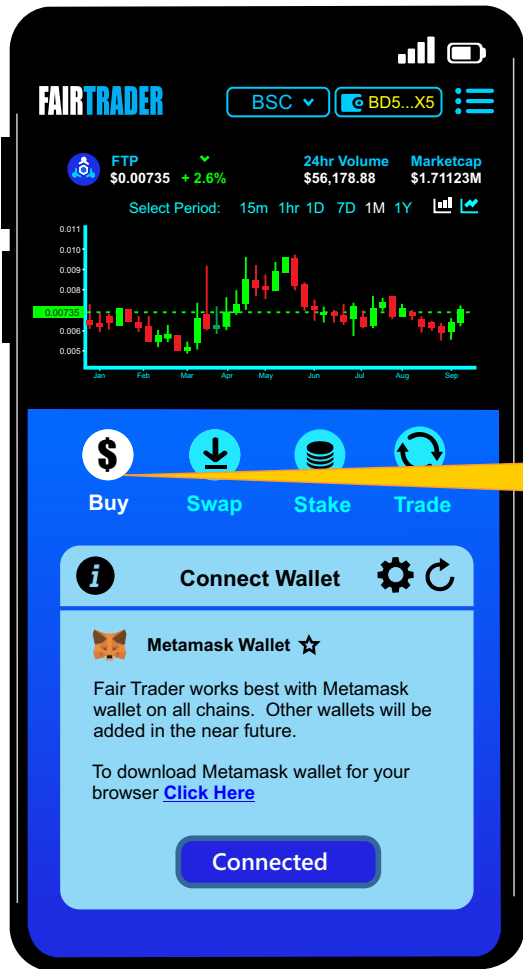 FAIRTRADER
BSC
BD5...X5
FTP
$0.00735 + 2.6%
24hr Volume
$56,178.88
Marketcap
$1.71123M
Select Period: 15m 1hr 1D 7D 1M 1Y
0.011
0.010
0.009
0.008
0.00735
0.006
0.005
Jan Feb Mar Apr May Jun Jul Aug Sep
$
Buy Swap Stake Trade
i
Connect Wallet
Metamask Wallet
Fair Trader works best with Metamask
wallet on all chains. Other wallets will be
added in the near future.
To download Metamask wallet for your
browser Click Here
Connected